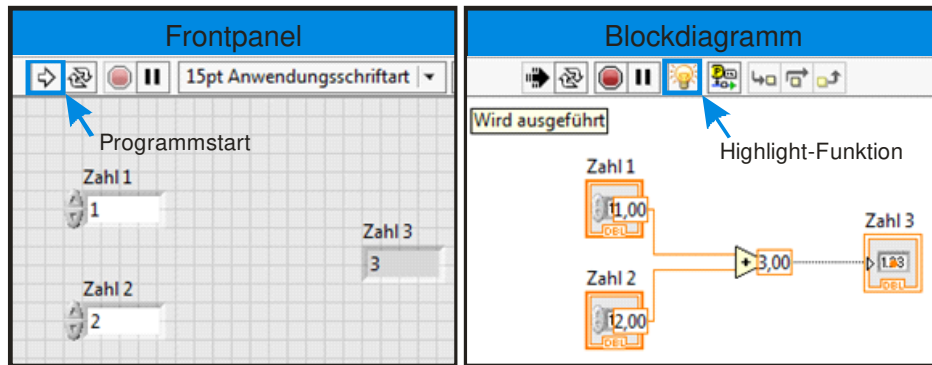 Frontpanel
15pt Anwendungsschriftart
Programmstart
Zahl 1
1
Zahl 3
3
Zahl 2
2
Blockdiagramm
Wird ausgeführt
Highlight-Funktion
Zahl 1
1,00
DBL
Zahl 3
1.23
DBL
3,00
Zahl 2
2,00
DBL